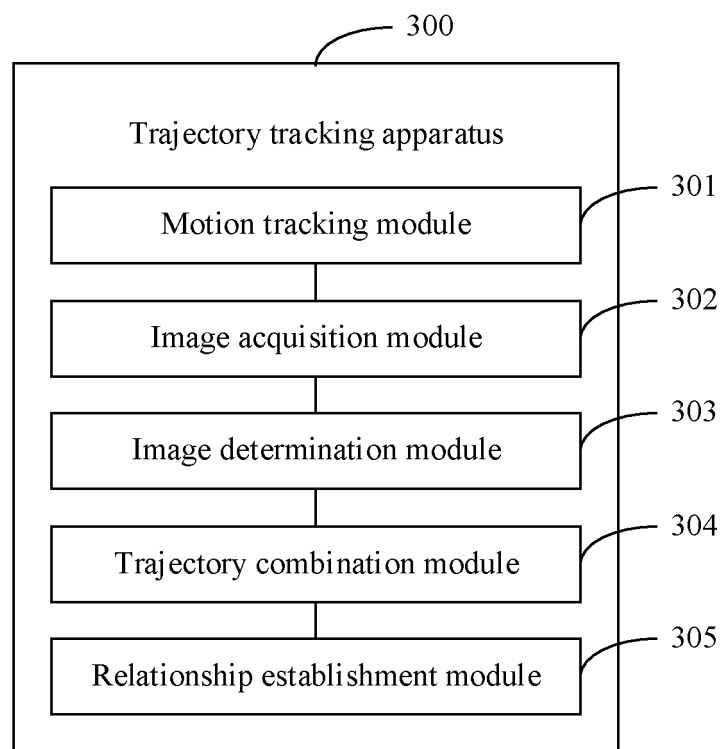 300
Trajectory tracking apparatus
301
Motion tracking module
302
Image acquisition module
303
Image determination module
304
Trajectory combination module
305
Relationship establishment module